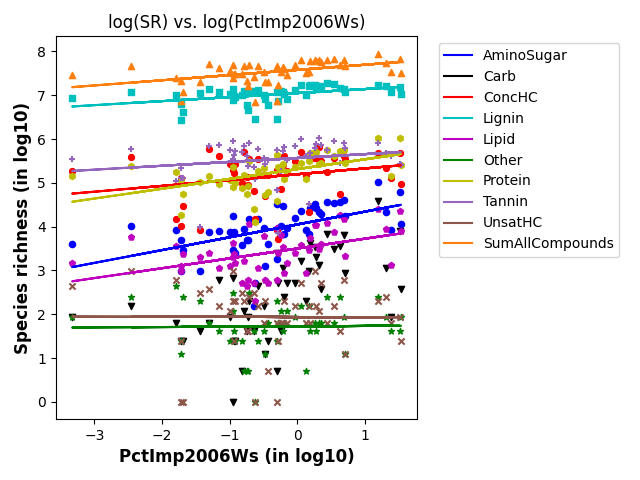 log(SR) vs. log(PctImp2006Ws)
Species richness (in log10)
8
7
6
5
4
3
2
1
0
−3
−2
−1
0
1
PctImp2006Ws (in log10)
AminoSugar
Carb
ConcHC
Lignin
Lipid
Other
Protein
Tannin
UnsatHC
SumAllCompounds